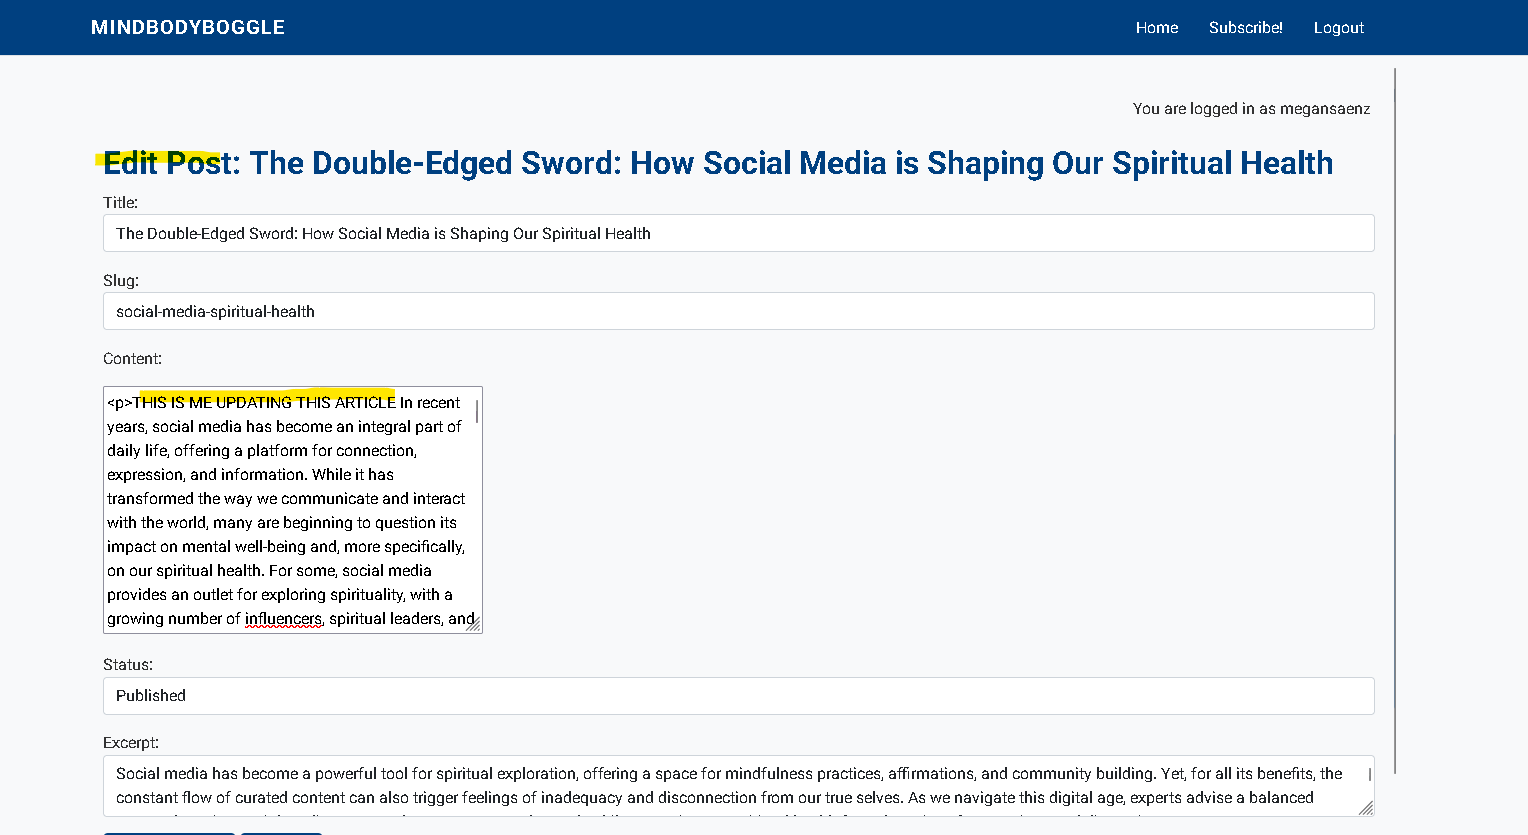 MINDBODYBOGGLE
Home Subscribe! Logout
You are logged in as megansaenz
Edit Post: The Double-Edged Sword: How Social Media is Shaping Our Spiritual Health
Title:
The Double-Edged Sword: How Social Media is Shaping Our Spiritual Health
Slug:
social-media-spiritual-health
Content:
<p>THIS IS ME UPDATING THIS ARTICLE In recent
years, social media has become an integral part of
daily life, offering a platform for connection,
expression, and information. While it has
transformed the way we communicate and interact
with the world, many are beginning to question its
impact on mental well-being and, more specifically,
on our spiritual health. For some, social media
provides an outlet for exploring spirituality, with a
growing number of influencers, spiritual leaders, and
Status:
Published
Excerpt:
Social media has become a powerful tool for spiritual exploration, offering a space for mindfulness practices, affirmations, and community building. Yet, for all its benefits, the
constant flow of curated content can also trigger feelings of inadequacy and disconnection from our true selves. As we navigate this digital age, experts advise a balanced